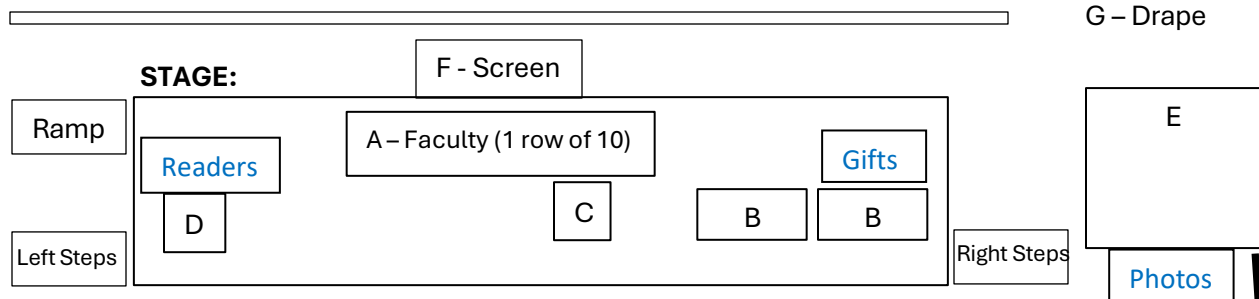 G – Drape
F - Screen
STAGE:
Ramp
A – Faculty (1 row of 10)
E
Readers
Gifts
D
C
B
B
Left Steps
Right Steps
Photos